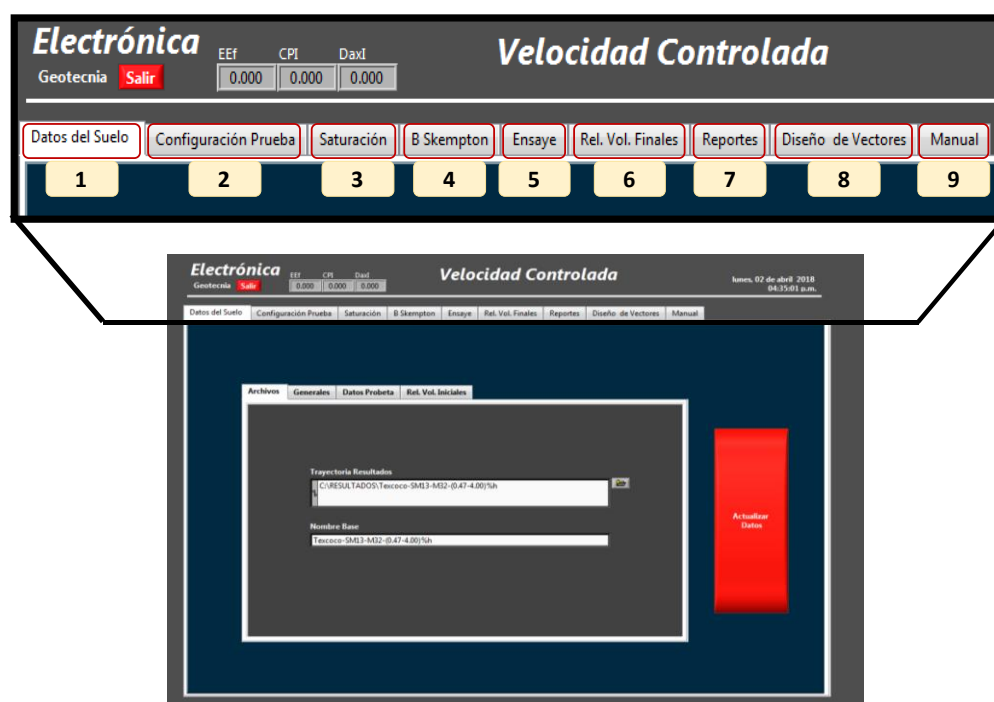 Electrónica
EEf CPI DaxI
Velocidad Controlada
Geotecnia Salir 0.000 0.000 0.000
Datos del Suelo Configuración Prueba Saturación B Skempton Ensaye Rel. Vol. Finales Reportes Diseño de Vectores Manual
1 2 3 4 5 6 7 8 9
Electrónica
EEf CPI DaxI
Velocidad Controlada
Geotecnia Salir 0.000 0.000 0.000
lunes, 02 de abril 2018
04:35:01 p.m.
Datos del Suelo Configuración Prueba Saturación B Skempton Ensaye Rel. Vol. Finales Reportes Diseño de Vectores Manual
Archivos Generales Datos Probeta Rel. Vol. Iniciales
Trayectoria Resultados
C:\RESULTADOS\Texcoco-SM13-M32-(0.47-4.00)%h
Nombre Base
Texcoco-SM13-M32-(0.47-4.00)%h
Actualizar
Datos